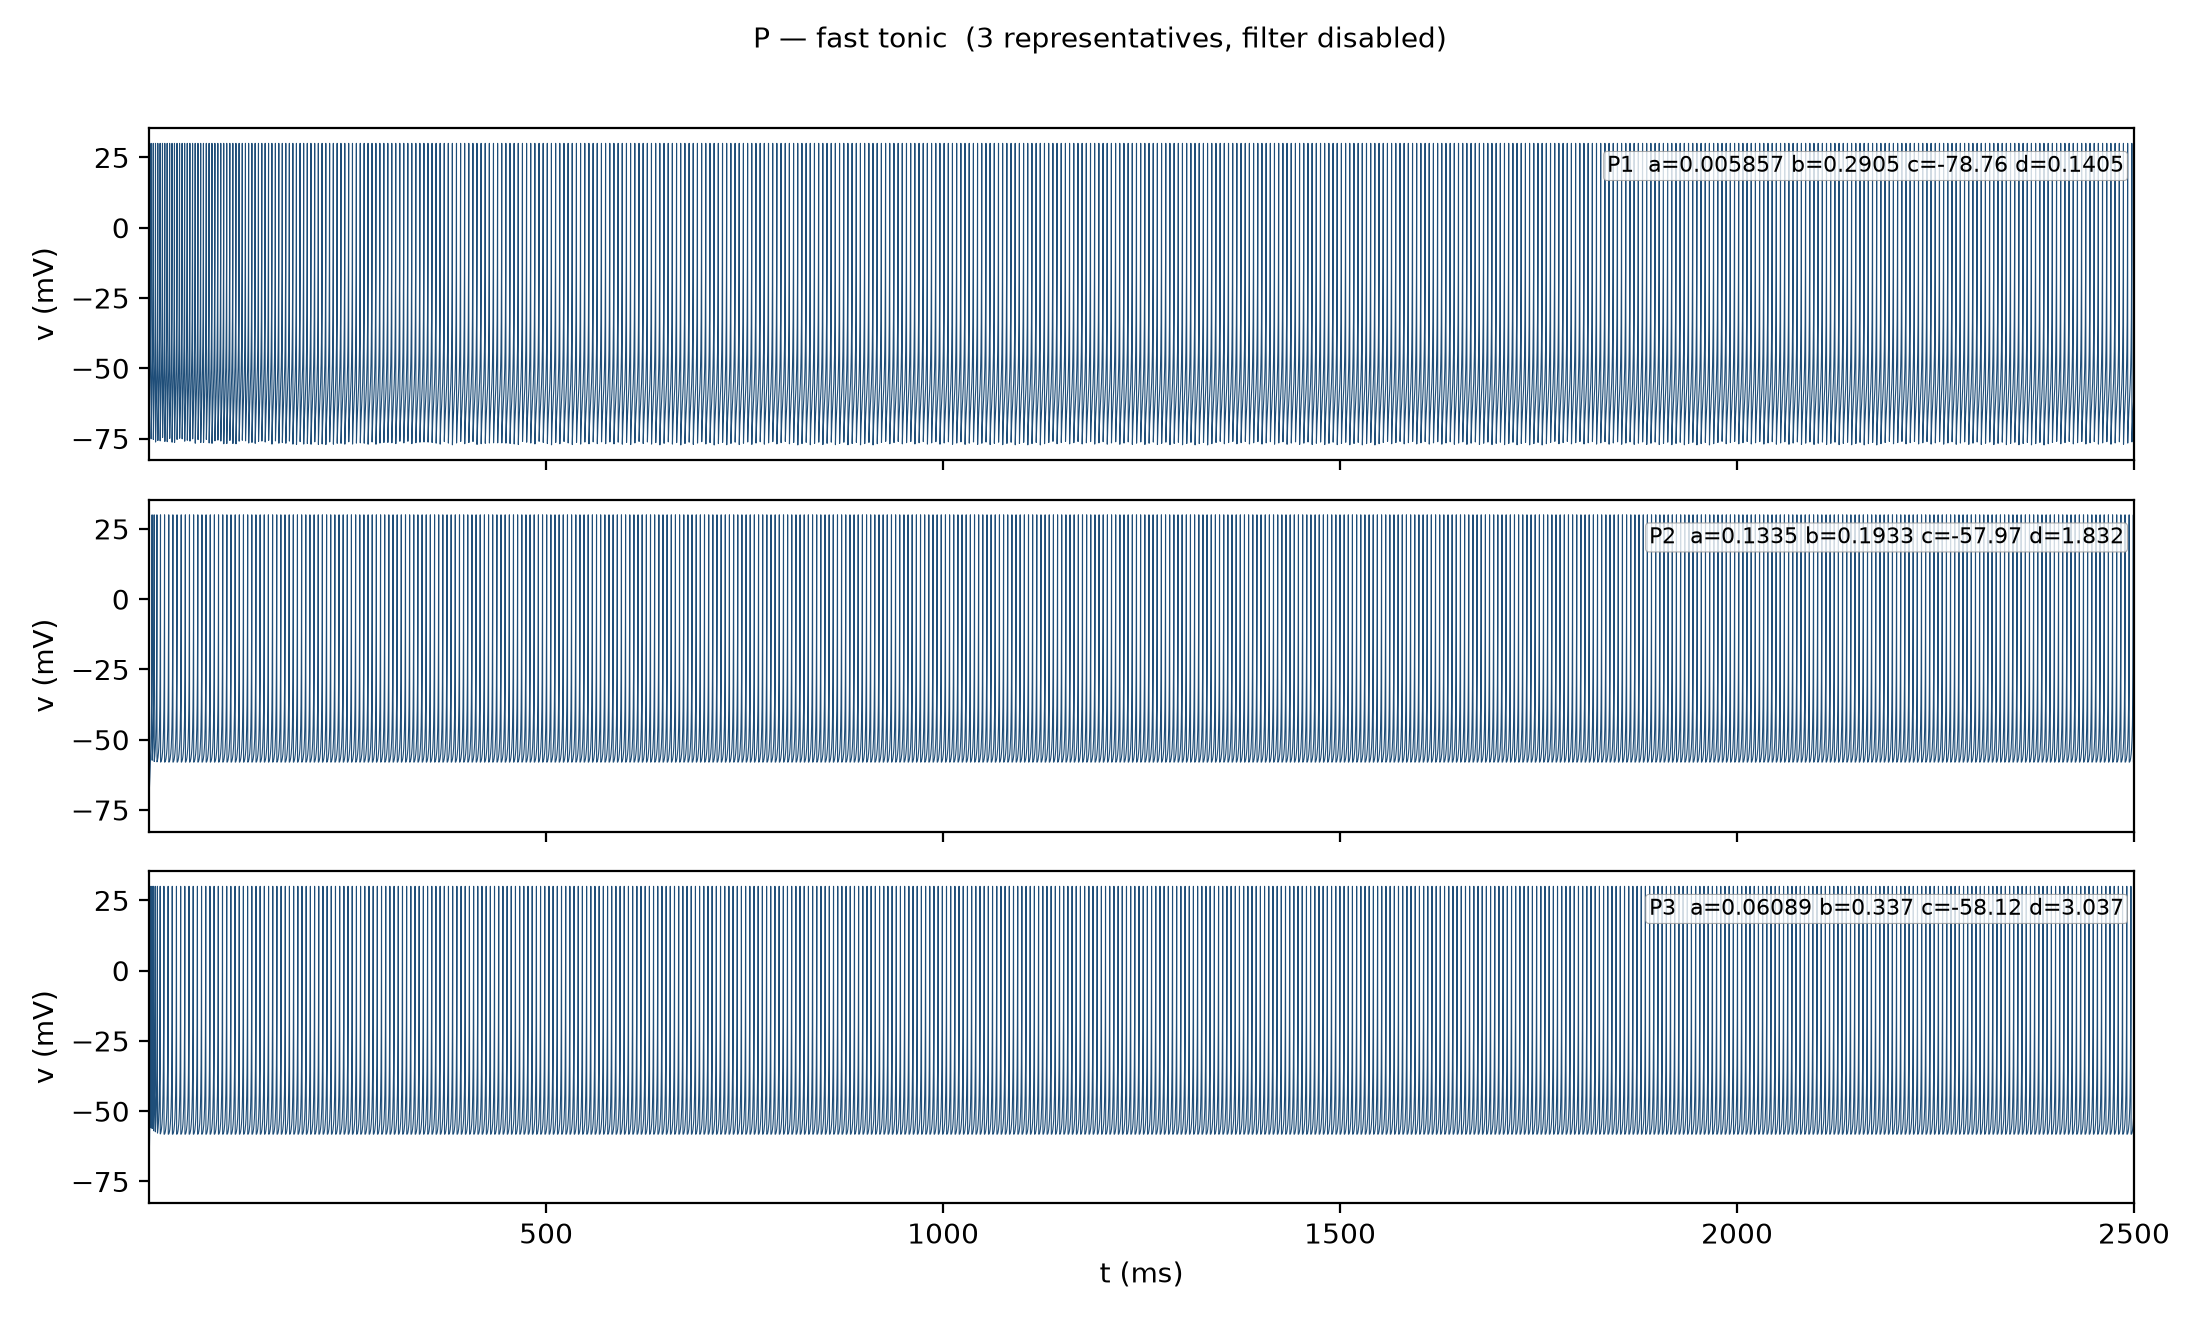 P — fast tonic  (3 representatives, filter disabled)
25
0
−25
−50
−75
v (mV)
P1  a=0.005857 b=0.2905 c=-78.76 d=0.1405
25
0
−25
−50
−75
v (mV)
P2  a=0.1335 b=0.1933 c=-57.97 d=1.832
25
0
−25
−50
−75
v (mV)
P3  a=0.06089 b=0.337 c=-58.12 d=3.037
500 1000 1500 2000 2500
t (ms)